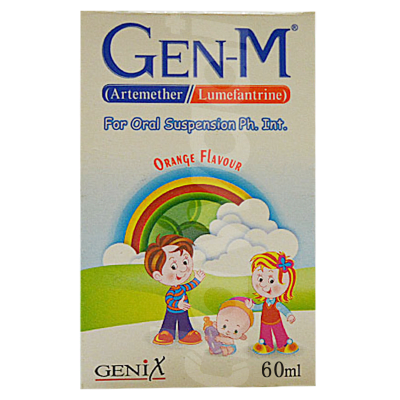 GEN-M®
(Artemether/Lumefantrine)
For Oral Suspension Ph. Int.
ORANGE FLAVOUR
GENIX
60ml